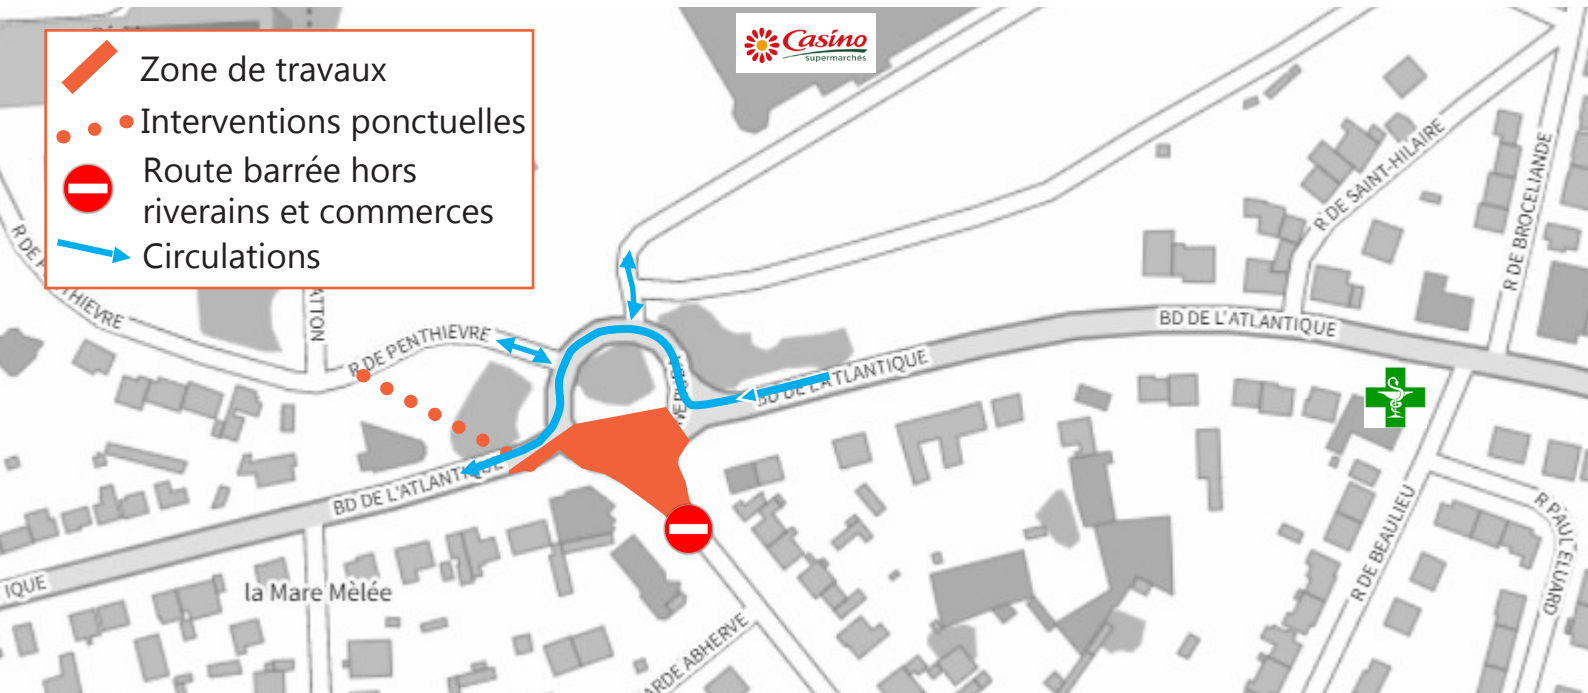 Zone de travaux
Interventions ponctuelles
Route barrée hors
riverains et commerces
Circulations
Casino
supermarchés
R DE SAINT-HILAIRE
R DE BROCELIANDE
THIEVRE
R DE PENTHIEVRE
BD DE L'ATLANTIQUE
BD DE L'ATLANTIQUE
BD DE L'ATLANTIQUE
R DE BEAULIEU
R PAUL ELUARD
IQUE
la Mare Mèlée
ARDE ABHERVE